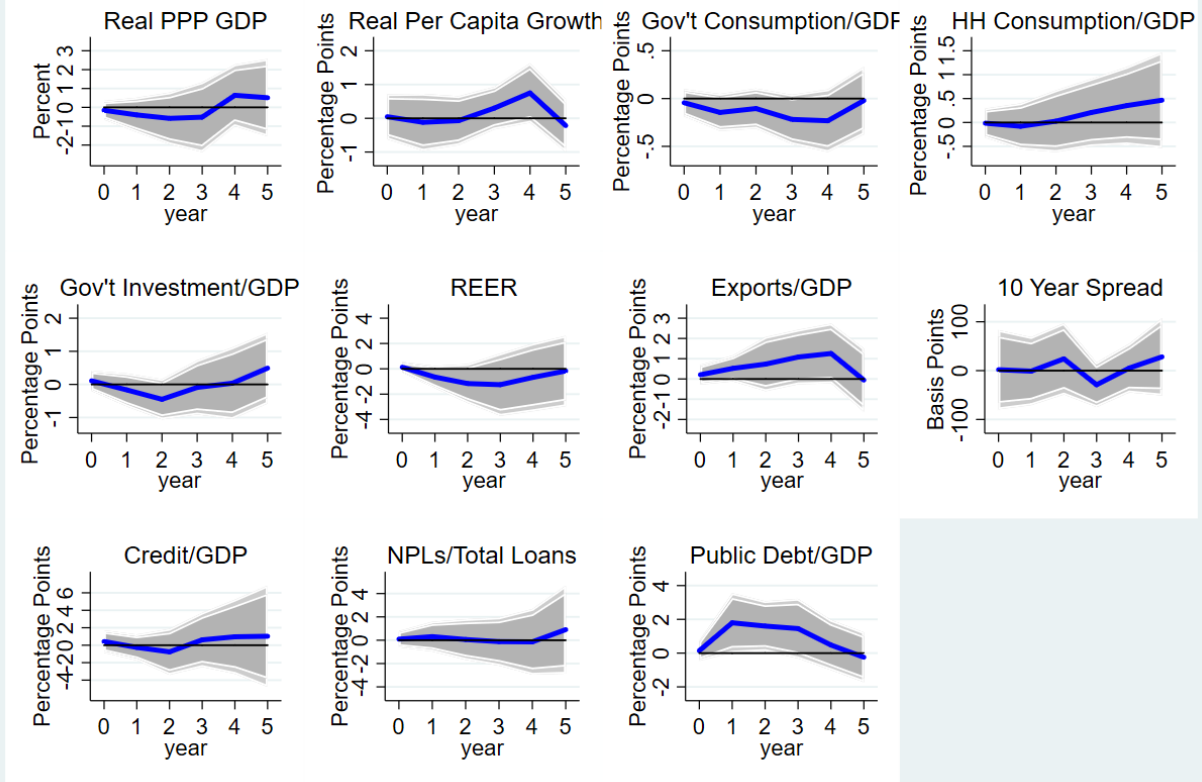 Real PPP GDP
Percent
-2 -1 0 1 2 3
0 1 2 3 4 5
year
Real Per Capita Growth
Percentage Points
-1 0 1 2
0 1 2 3 4 5
year
Gov't Consumption/GDP
Percentage Points
-.5 0 .5
0 1 2 3 4 5
year
HH Consumption/GDP
Percentage Points
-.5 0 .5 1 1.5
0 1 2 3 4 5
year
Gov't Investment/GDP
Percentage Points
-1 0 1 2
0 1 2 3 4 5
year
REER
Percentage Points
-4 -2 0 2 4
0 1 2 3 4 5
year
Exports/GDP
Percentage Points
-2 -1 0 1 2 3
0 1 2 3 4 5
year
10 Year Spread
Basis Points
-100 0 100
0 1 2 3 4 5
year
Credit/GDP
Percentage Points
-4 -2 0 2 4 6
0 1 2 3 4 5
year
NPLs/Total Loans
Percentage Points
-4 -2 0 2 4
0 1 2 3 4 5
year
Public Debt/GDP
Percentage Points
-2 0 2 4
0 1 2 3 4 5
year